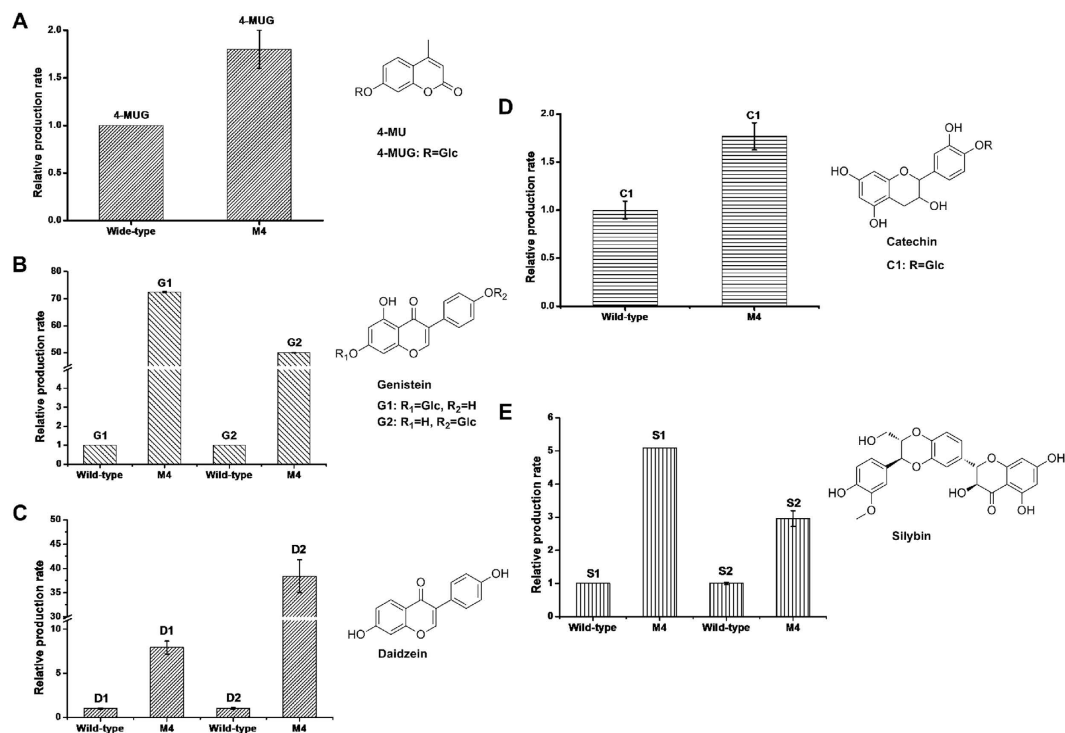 A
Relative production rate
2.0
1.5
1.0
0.5
0.0
4-MUG
4-MUG
Wide-type
M4
RO
O
O
4-MU
4-MUG: R=Glc
B
Relative production rate
80
75
70
65
60
55
50
5
4
3
2
1
0
G1
G1
G2
G2
Wild-type
M4
Wild-type
M4
OH
O
OR₂
R₁O
O
Genistein
G1: R₁=Glc, R₂=H
G2: R₁=H, R₂=Glc
C
Relative production rate
50
45
40
35
30
25
10
5
0
D1
D1
D2
D2
Wild-type
M4
Wild-type
M4
O
OH
HO
O
Daidzein
D
Relative production rate
2.0
1.5
1.0
0.5
0.0
C1
C1
Wild-type
M4
OH
OR
HO
O
OH
OH
Catechin
C1: R=Glc
E
Relative production rate
6
5
4
3
2
1
0
S1
S1
S2
S2
Wild-type
M4
Wild-type
M4
HO
O
O
O
OH
HO
O
HO
O
OH
Silybin